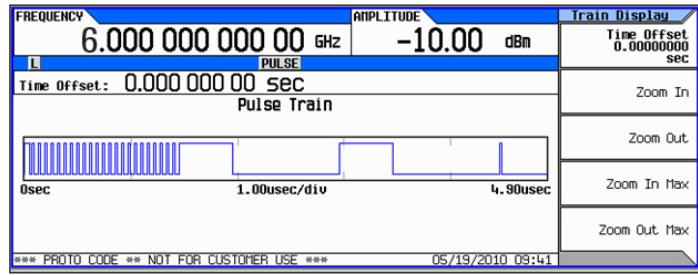 FREQUENCY
AMPLITUDE
6.000 000 000 00 GHz
-10.00 dBm
L
PULSE
Time Offset: 0.000 000 00 sec
Pulse Train
0sec
1.00usec/div
4.90usec
*** PROTO CODE ** NOT FOR CUSTOMER USE ***
05/19/2010 09:41
Train Display
Time Offset
0.00000000
sec
Zoom In
Zoom Out
Zoom In Max
Zoom Out Max